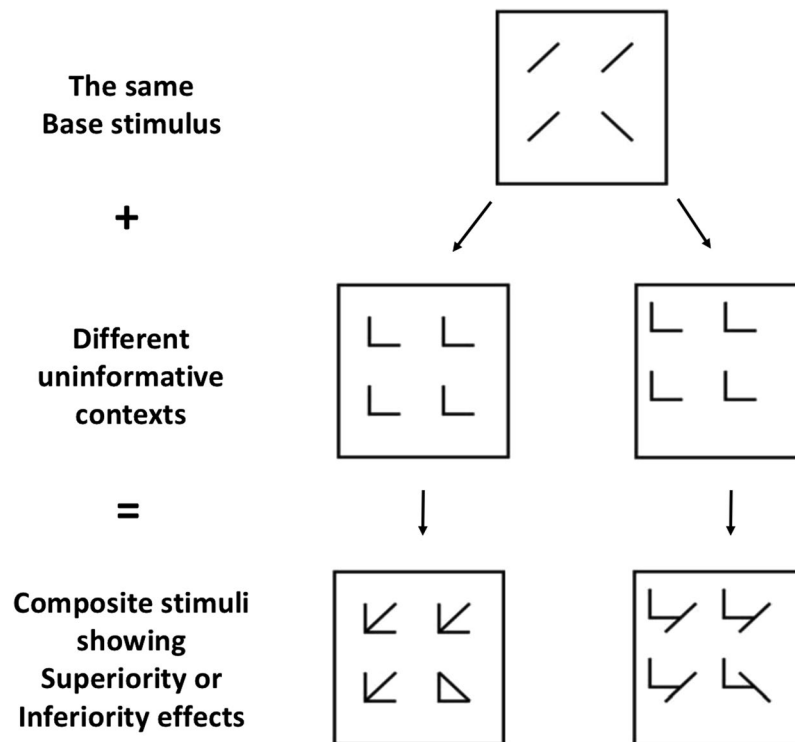 The same
Base stimulus
+
Different
uninformative
contexts
=
Composite stimuli
showing
Superiority or
Inferiority effects